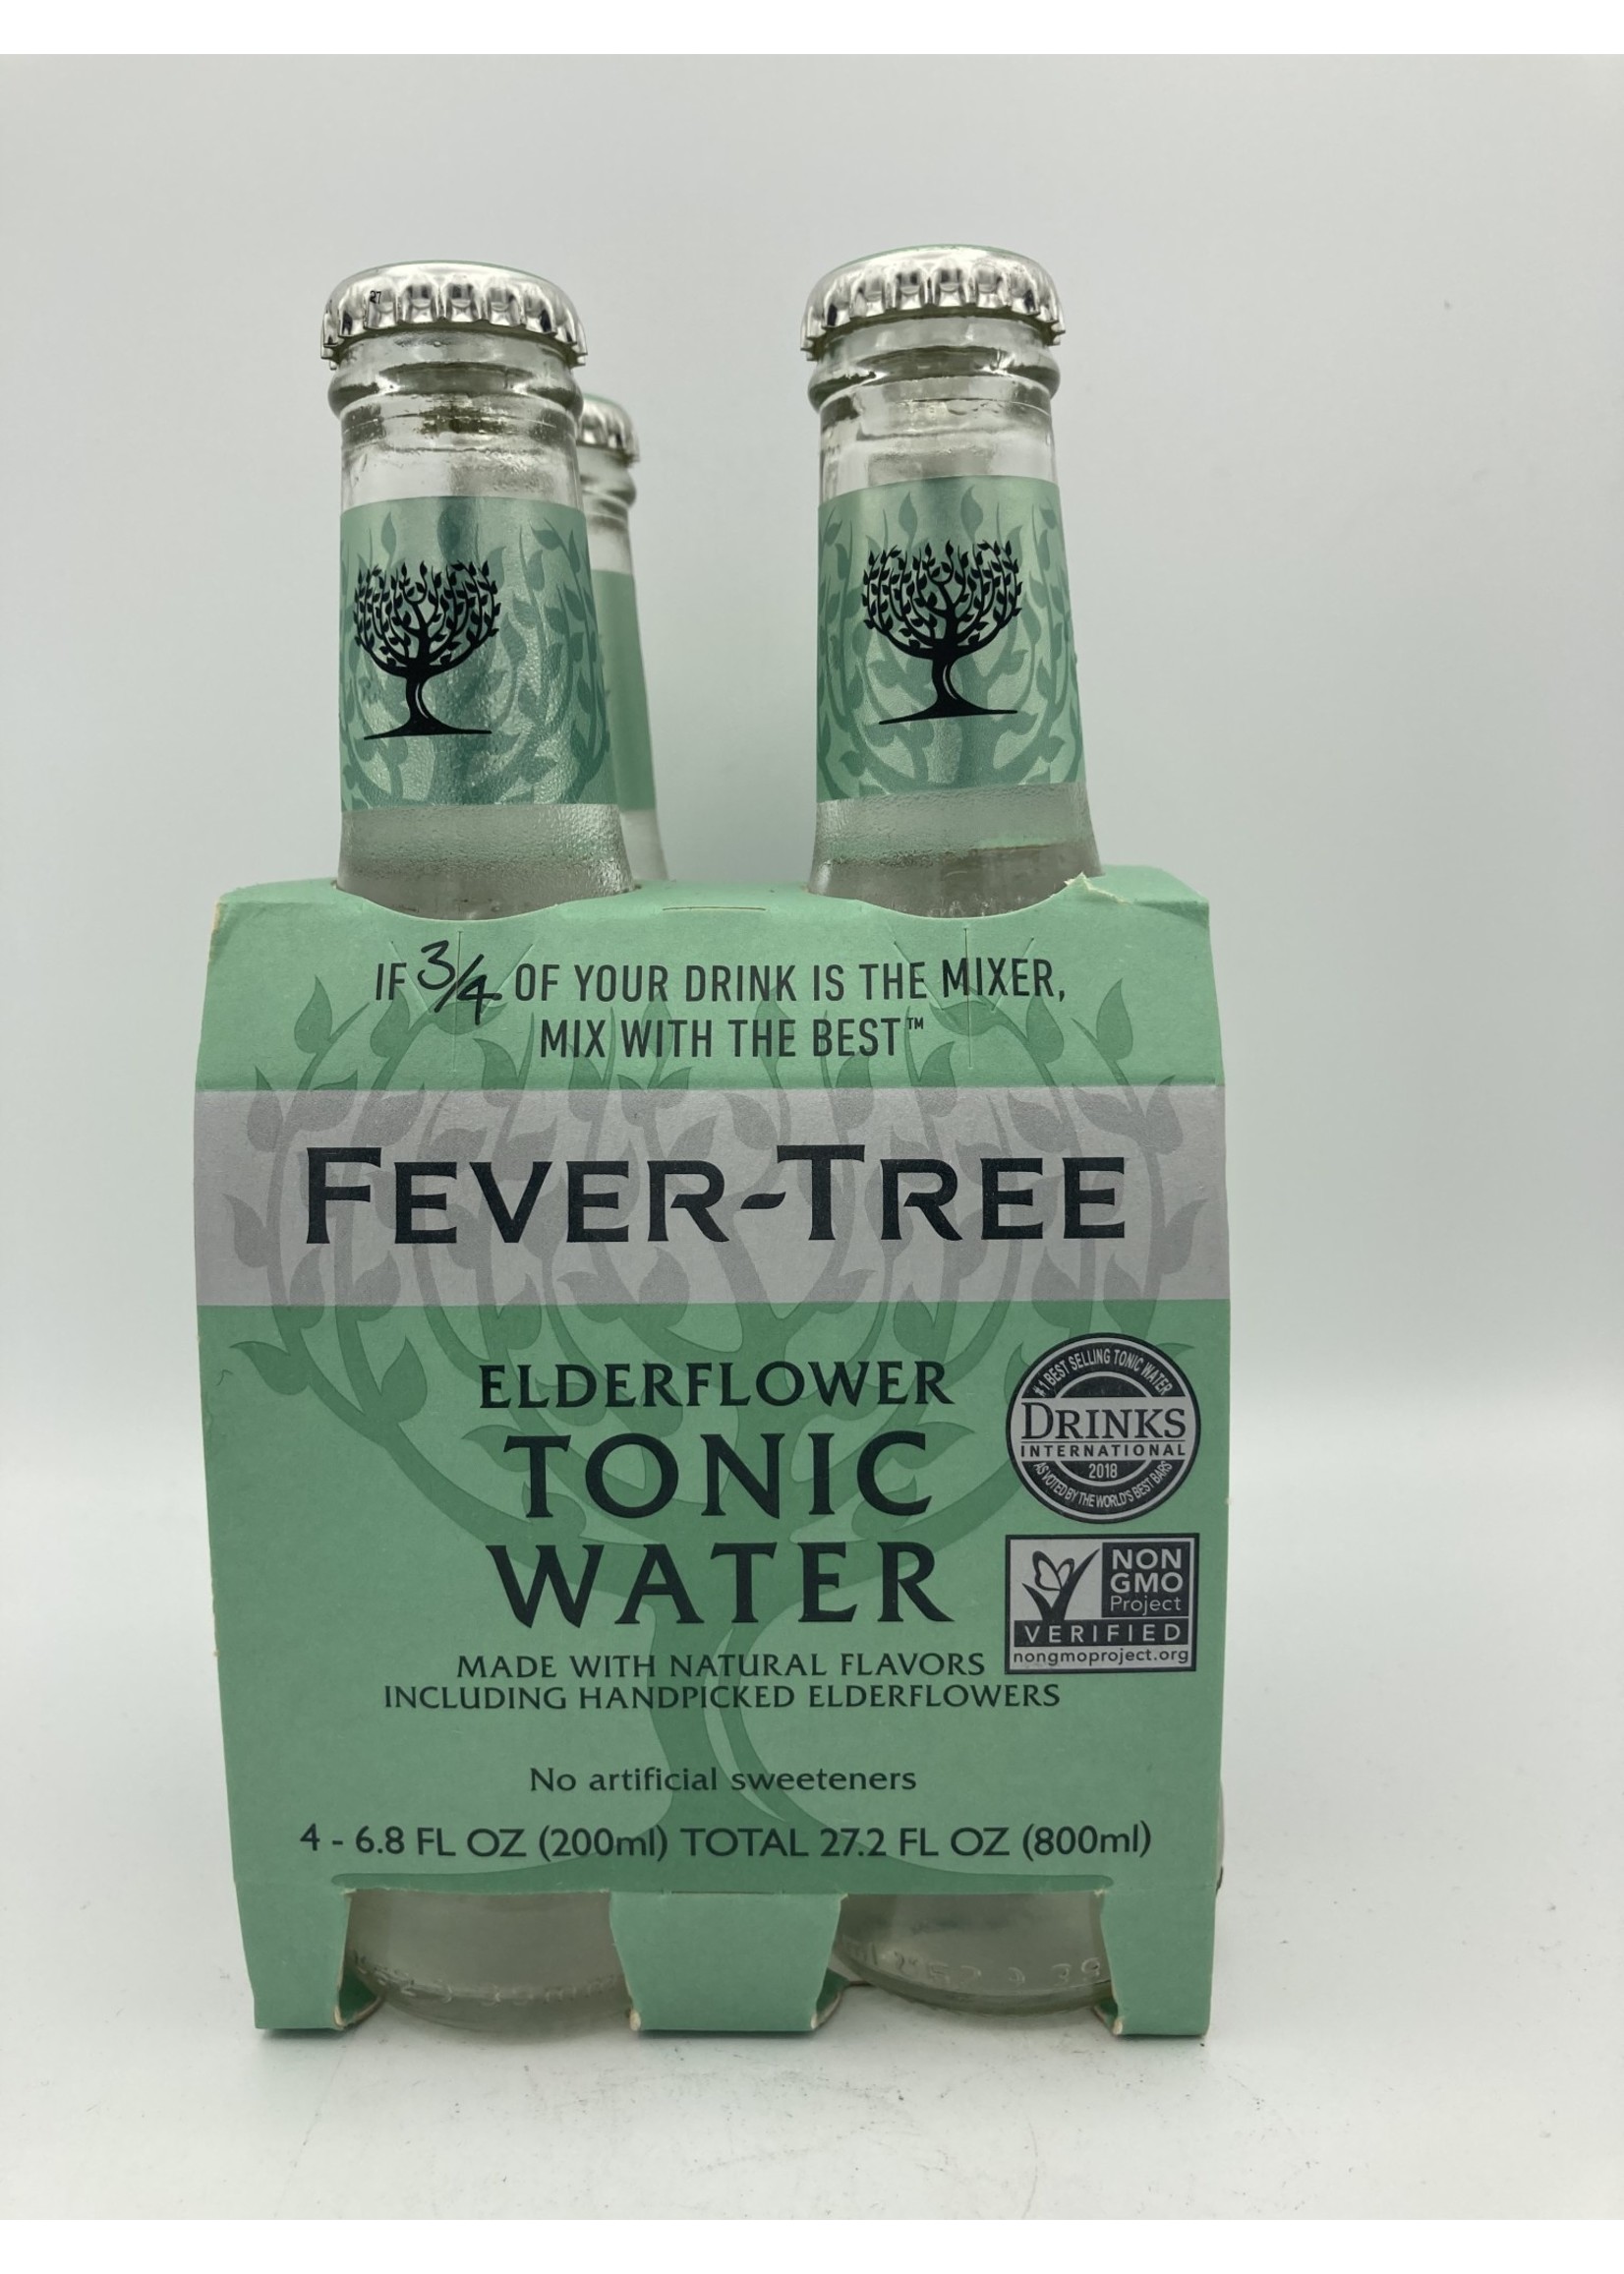 27
IF 3/4 OF YOUR DRINK IS THE MIXER,
MIX WITH THE BEST™
FEVER-TREE
ELDERFLOWER
TONIC
WATER
#1 BEST SELLING TONIC WATER
DRINKS
INTERNATIONAL
2018
AS VOTED BY THE WORLD'S BEST BARS
NON
GMO
Project
VERIFIED
nongmoproject.org
MADE WITH NATURAL FLAVORS
INCLUDING HANDPICKED ELDERFLOWERS
No artificial sweeteners
4 - 6.8 FL OZ (200ml) TOTAL 27.2 FL OZ (800ml)